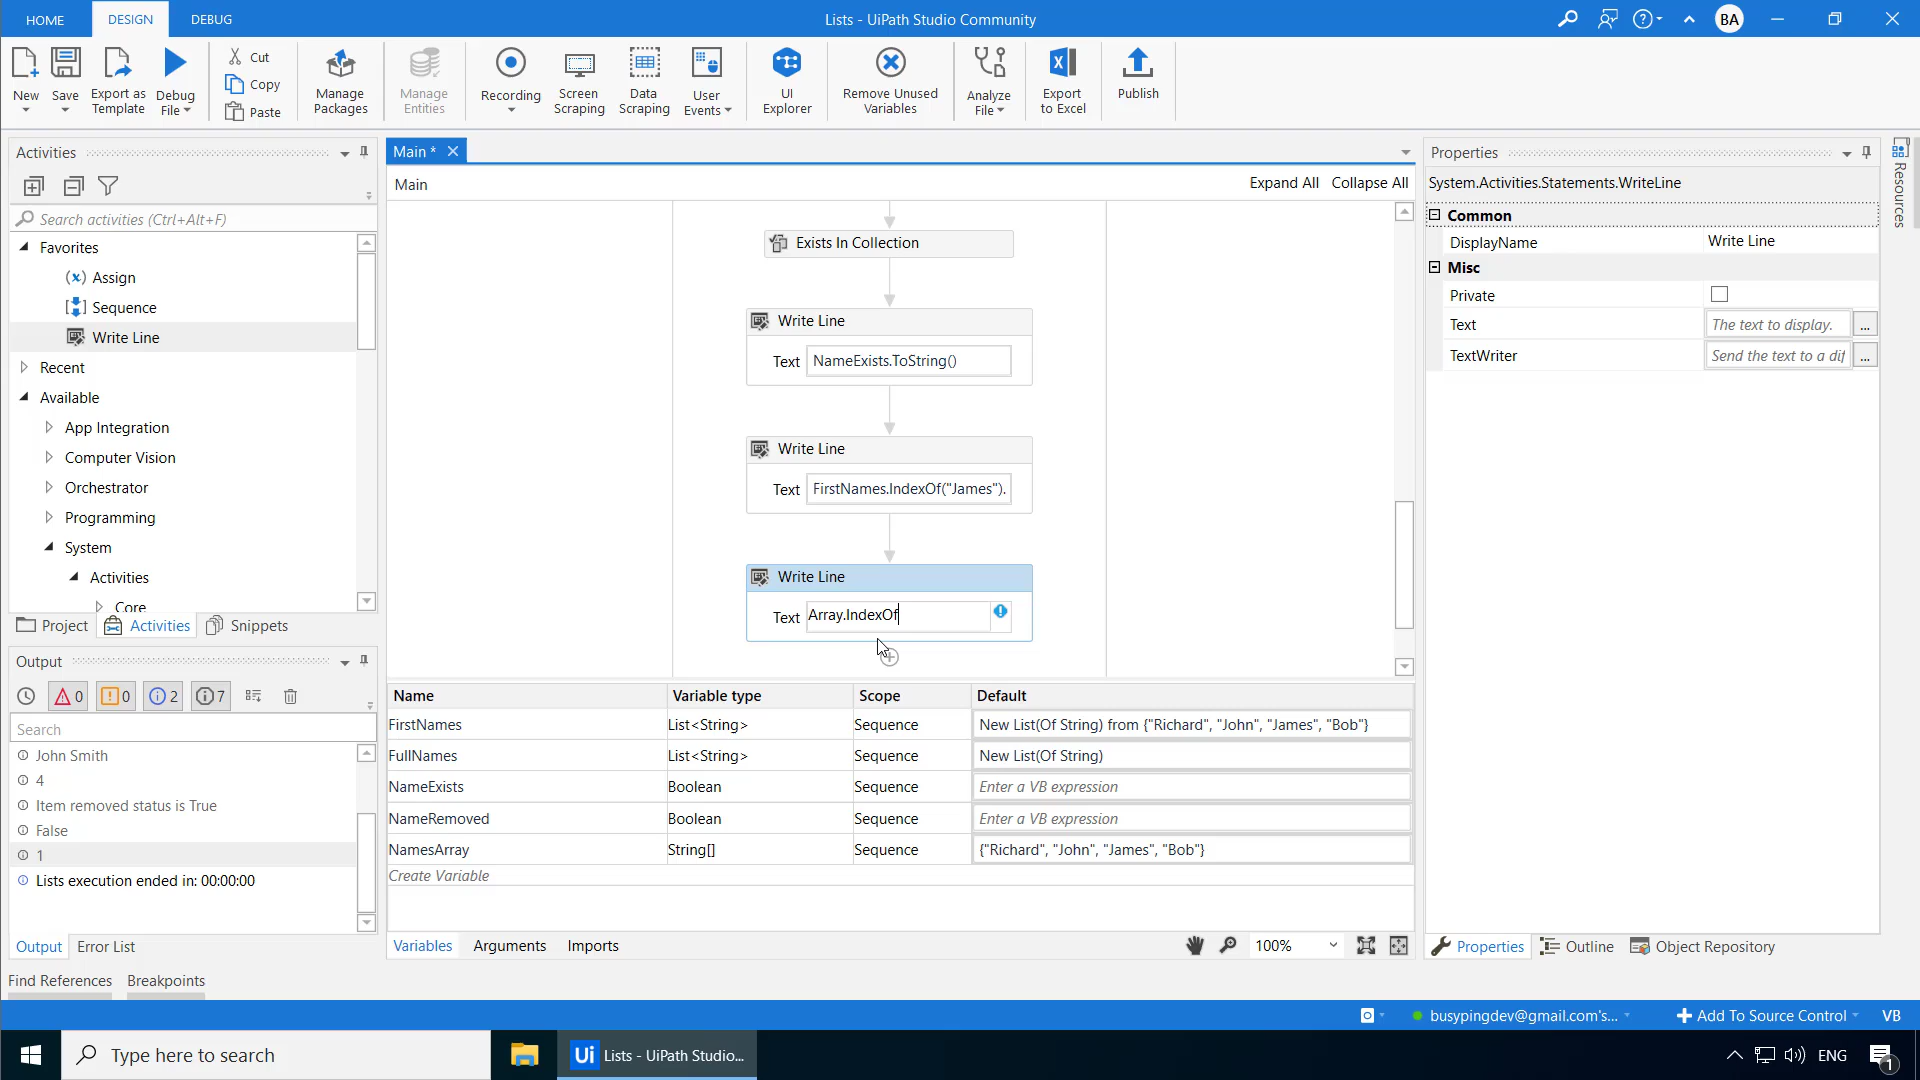 HOME
DESIGN
DEBUG
Lists - UiPath Studio Community
BA
New
Save
Export as Template
Debug File
Cut
Copy
Paste
Manage Packages
Manage Entities
Recording
Screen Scraping
Data Scraping
User Events
UI Explorer
Remove Unused Variables
Analyze File
Export to Excel
Publish
Activities
Search activities (Ctrl+Alt+F)
Favorites
(x) Assign
Sequence
Write Line
Recent
Available
App Integration
Computer Vision
Orchestrator
Programming
System
Activities
Core
Project
Activities
Snippets
Output
0
0
2
7
Search
John Smith
4
Item removed status is True
False
1
Lists execution ended in: 00:00:00
Output
Error List
Find References
Breakpoints
Main *
Main
Expand All
Collapse All
Exists In Collection
Write Line
Text NameExists.ToString()
Write Line
Text FirstNames.IndexOf("James").
Write Line
Text Array.IndexOf
Name Variable type Scope Default
FirstNames List<String> Sequence New List(Of String) from {"Richard", "John", "James", "Bob"}
FullNames List<String> Sequence New List(Of String)
NameExists Boolean Sequence Enter a VB expression
NameRemoved Boolean Sequence Enter a VB expression
NamesArray String[] Sequence {"Richard", "John", "James", "Bob"}
Create Variable
Variables
Arguments
Imports
100%
Properties
System.Activities.Statements.WriteLine
Common
DisplayName Write Line
Misc
Private
Text The text to display. ...
TextWriter Send the text to a dif ...
Resources
Properties
Outline
Object Repository
busypingdev@gmail.com's...
Add To Source Control
VB
Type here to search
Ui Lists - UiPath Studio...
ENG
1